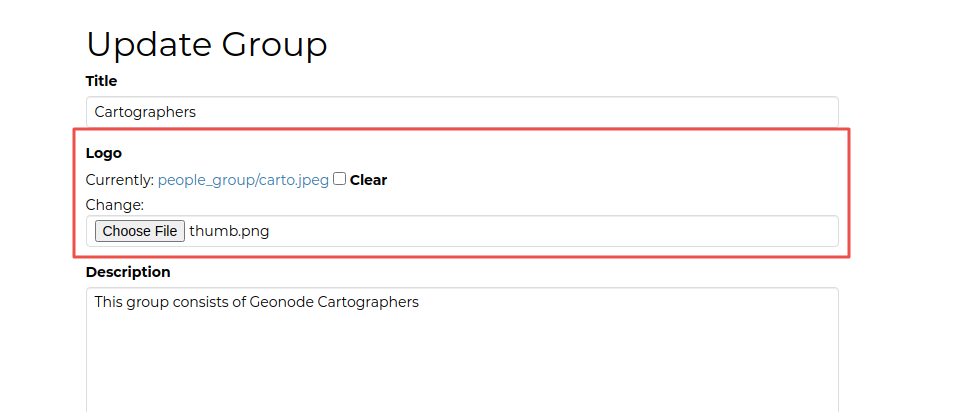 Update Group
Title
Cartographers
Logo
Currently: people_group/carto.jpeg Clear
Change:
Choose File thumb.png
Description
This group consists of Geonode Cartographers